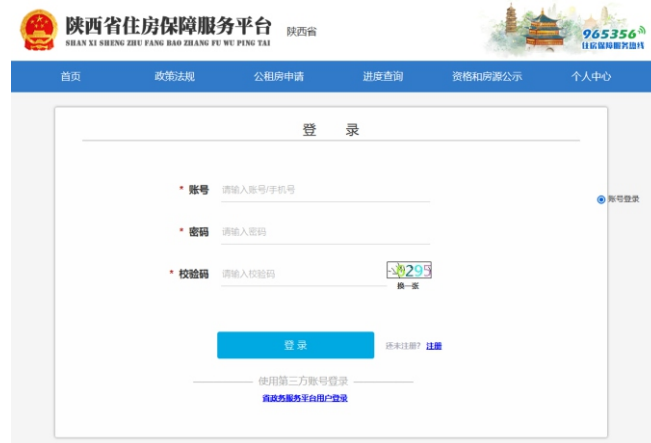 陕西省住房保障服务平台 陕西省
SHAN XI SHENG ZHU FANG BAO ZHANG FU WU PING TAI
965356
住房保障服务热线
首页 政策法规 公租房申请 进度查询 资格和房源公示 个人中心
登 录
* 账号 请输入账号/手机号
账号登录
* 密码 请输入密码
* 校验码 请输入校验码
换一张
登 录 还未注册? 注册
使用第三方账号登录
省政务服务平台用户登录